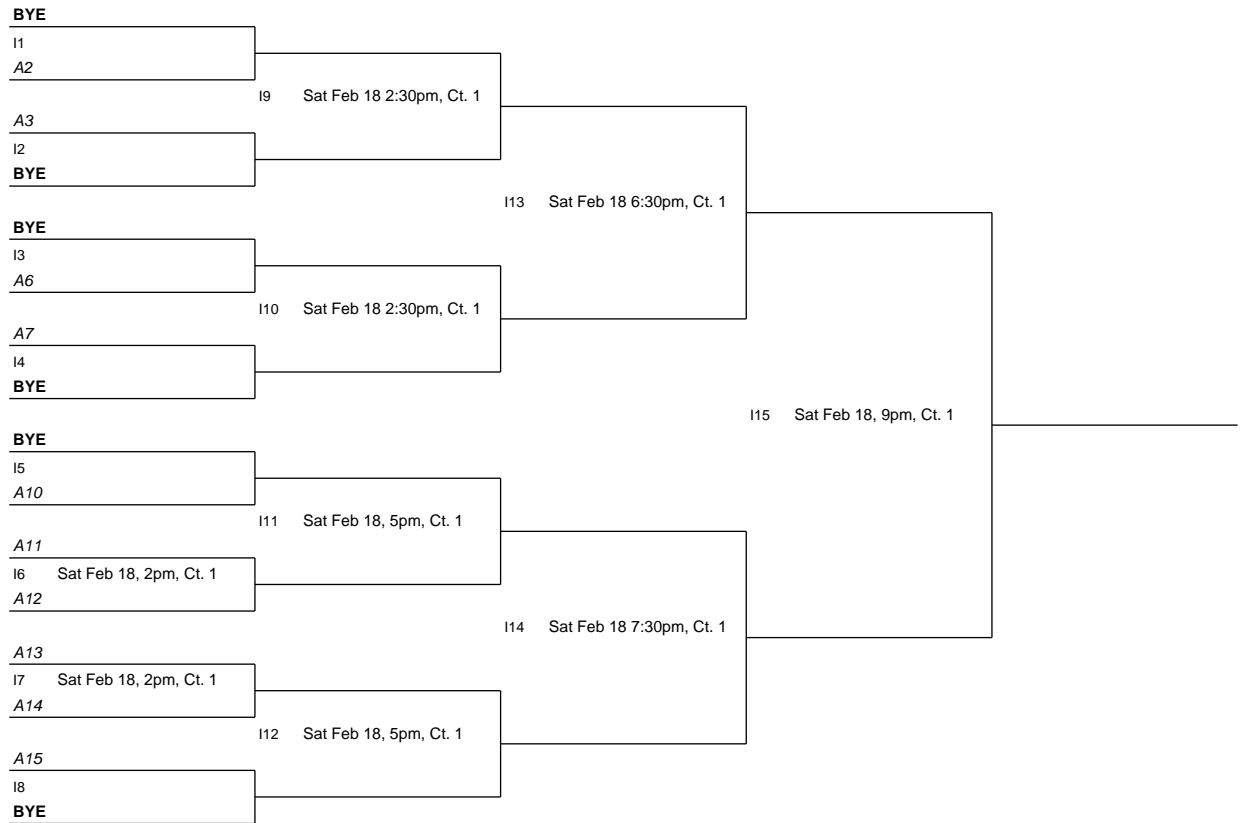 BYE
I1
A2
I9 Sat Feb 18 2:30pm, Ct. 1
A3
I2
BYE
I13 Sat Feb 18 6:30pm, Ct. 1
BYE
I3
A6
I10 Sat Feb 18 2:30pm, Ct. 1
A7
I4
BYE
I15 Sat Feb 18, 9pm, Ct. 1
BYE
I5
A10
I11 Sat Feb 18, 5pm, Ct. 1
A11
I6 Sat Feb 18, 2pm, Ct. 1
A12
I14 Sat Feb 18 7:30pm, Ct. 1
A13
I7 Sat Feb 18, 2pm, Ct. 1
A14
I12 Sat Feb 18, 5pm, Ct. 1
A15
I8
BYE